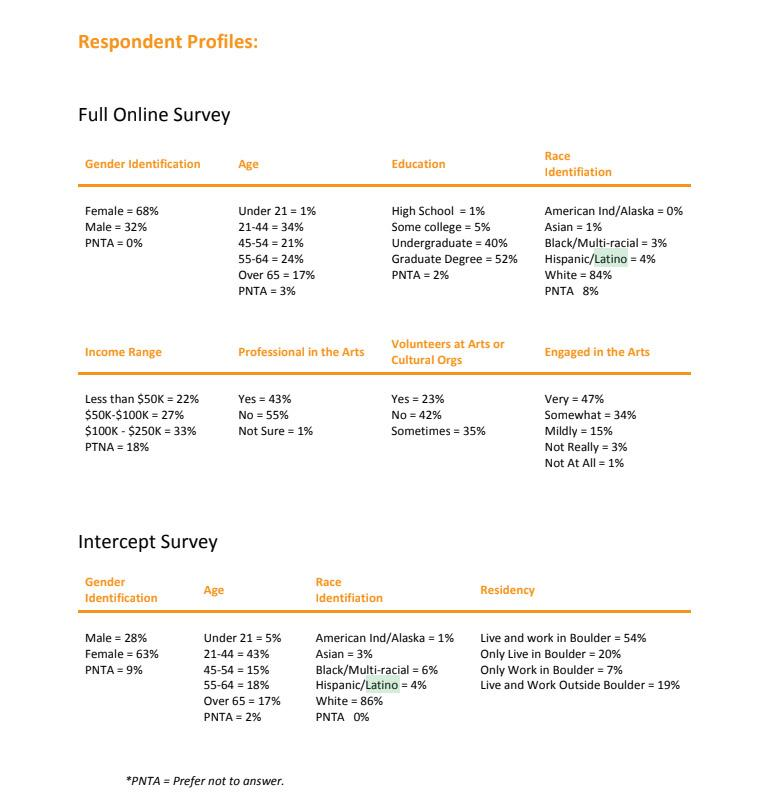 Respondent Profiles:
Full Online Survey
Gender Identification
Age
Education
Race
Identifiation
Female = 68%
Male = 32%
PNTA = 0%
Under 21 = 1%
21-44 = 34%
45-54 = 21%
55-64 = 24%
Over 65 = 17%
PNTA = 3%
High School  = 1%
Some college = 5%
Undergraduate = 40%
Graduate Degree = 52%
PNTA = 2%
American Ind/Alaska = 0%
Asian = 1%
Black/Multi-racial = 3%
Hispanic/Latino = 4%
White = 84%
PNTA  8%
Income Range
Professional in the Arts
Volunteers at Arts or
Cultural Orgs
Engaged in the Arts
Less than $50K = 22%
$50K-$100K = 27%
$100K - $250K = 33%
PTNA = 18%
Yes = 43%
No = 55%
Not Sure = 1%
Yes = 23%
No = 42%
Sometimes = 35%
Very = 47%
Somewhat = 34%
Mildly = 15%
Not Really = 3%
Not At All = 1%
Intercept Survey
Gender
Identification
Age
Race
Identifiation
Residency
Male = 28%
Female = 63%
PNTA = 9%
Under 21 = 5%
21-44 = 43%
45-54 = 15%
55-64 = 18%
Over 65 = 17%
PNTA = 2%
American Ind/Alaska = 1%
Asian = 3%
Black/Multi-racial = 6%
Hispanic/Latino = 4%
White = 86%
PNTA  0%
Live and work in Boulder = 54%
Only Live in Boulder = 20%
Only Work in Boulder = 7%
Live and Work Outside Boulder = 19%
*PNTA = Prefer not to answer.